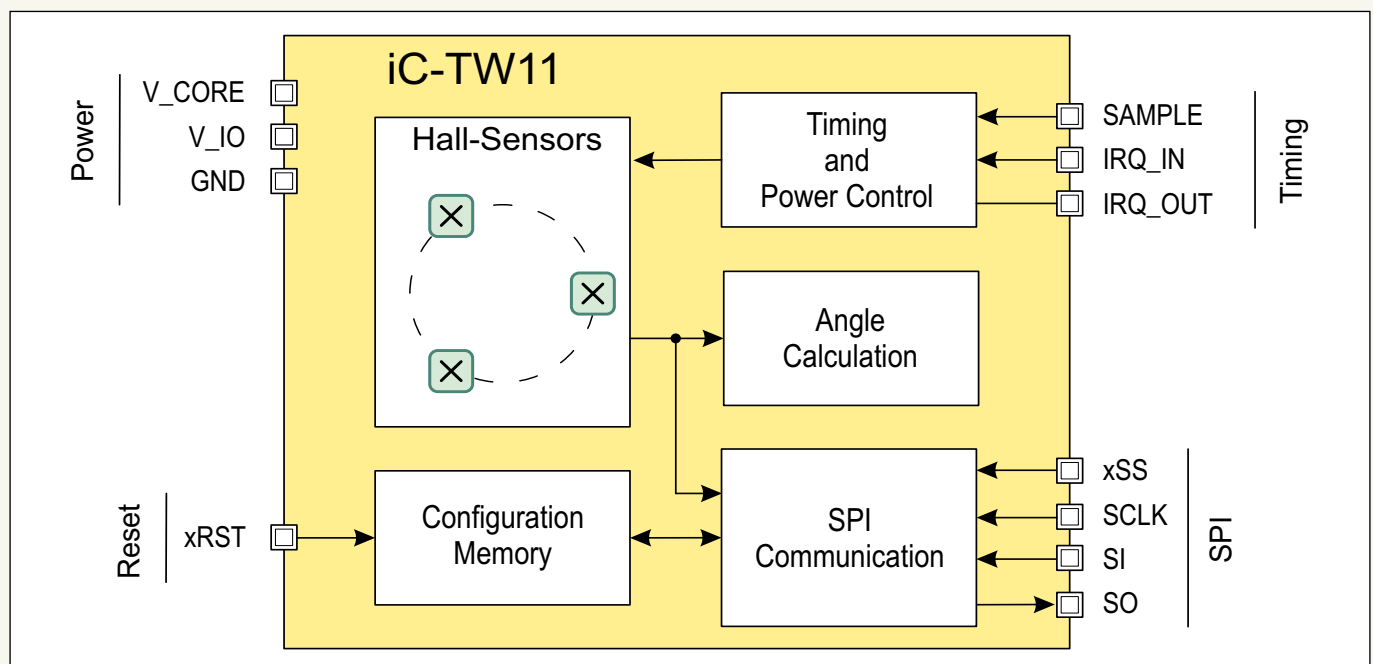 iC-TW11
Power
V_CORE
V_IO
GND
Hall-Sensors
Timing
and
Power Control
SAMPLE
IRQ_IN
IRQ_OUT
Timing
Angle
Calculation
Reset
xRST
Configuration
Memory
SPI
Communication
xSS
SCLK
SI
SO
SPI